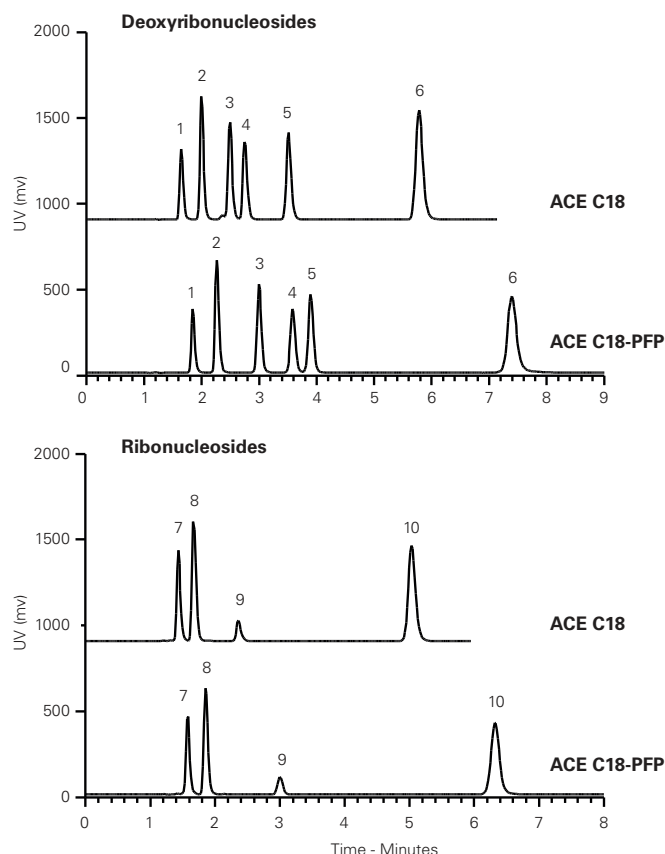 Deoxyribonucleosides
2000
1500
1000
500
0
UV (mv)
1 2 3 4 5 6
ACE C18
1 2 3 4 5 6
ACE C18-PFP
0 1 2 3 4 5 6 7 8 9
Ribonucleosides
2000
1500
1000
500
0
UV (mv)
7 8 9 10
ACE C18
7 8 9 10
ACE C18-PFP
0 1 2 3 4 5 6 7 8
Time - Minutes